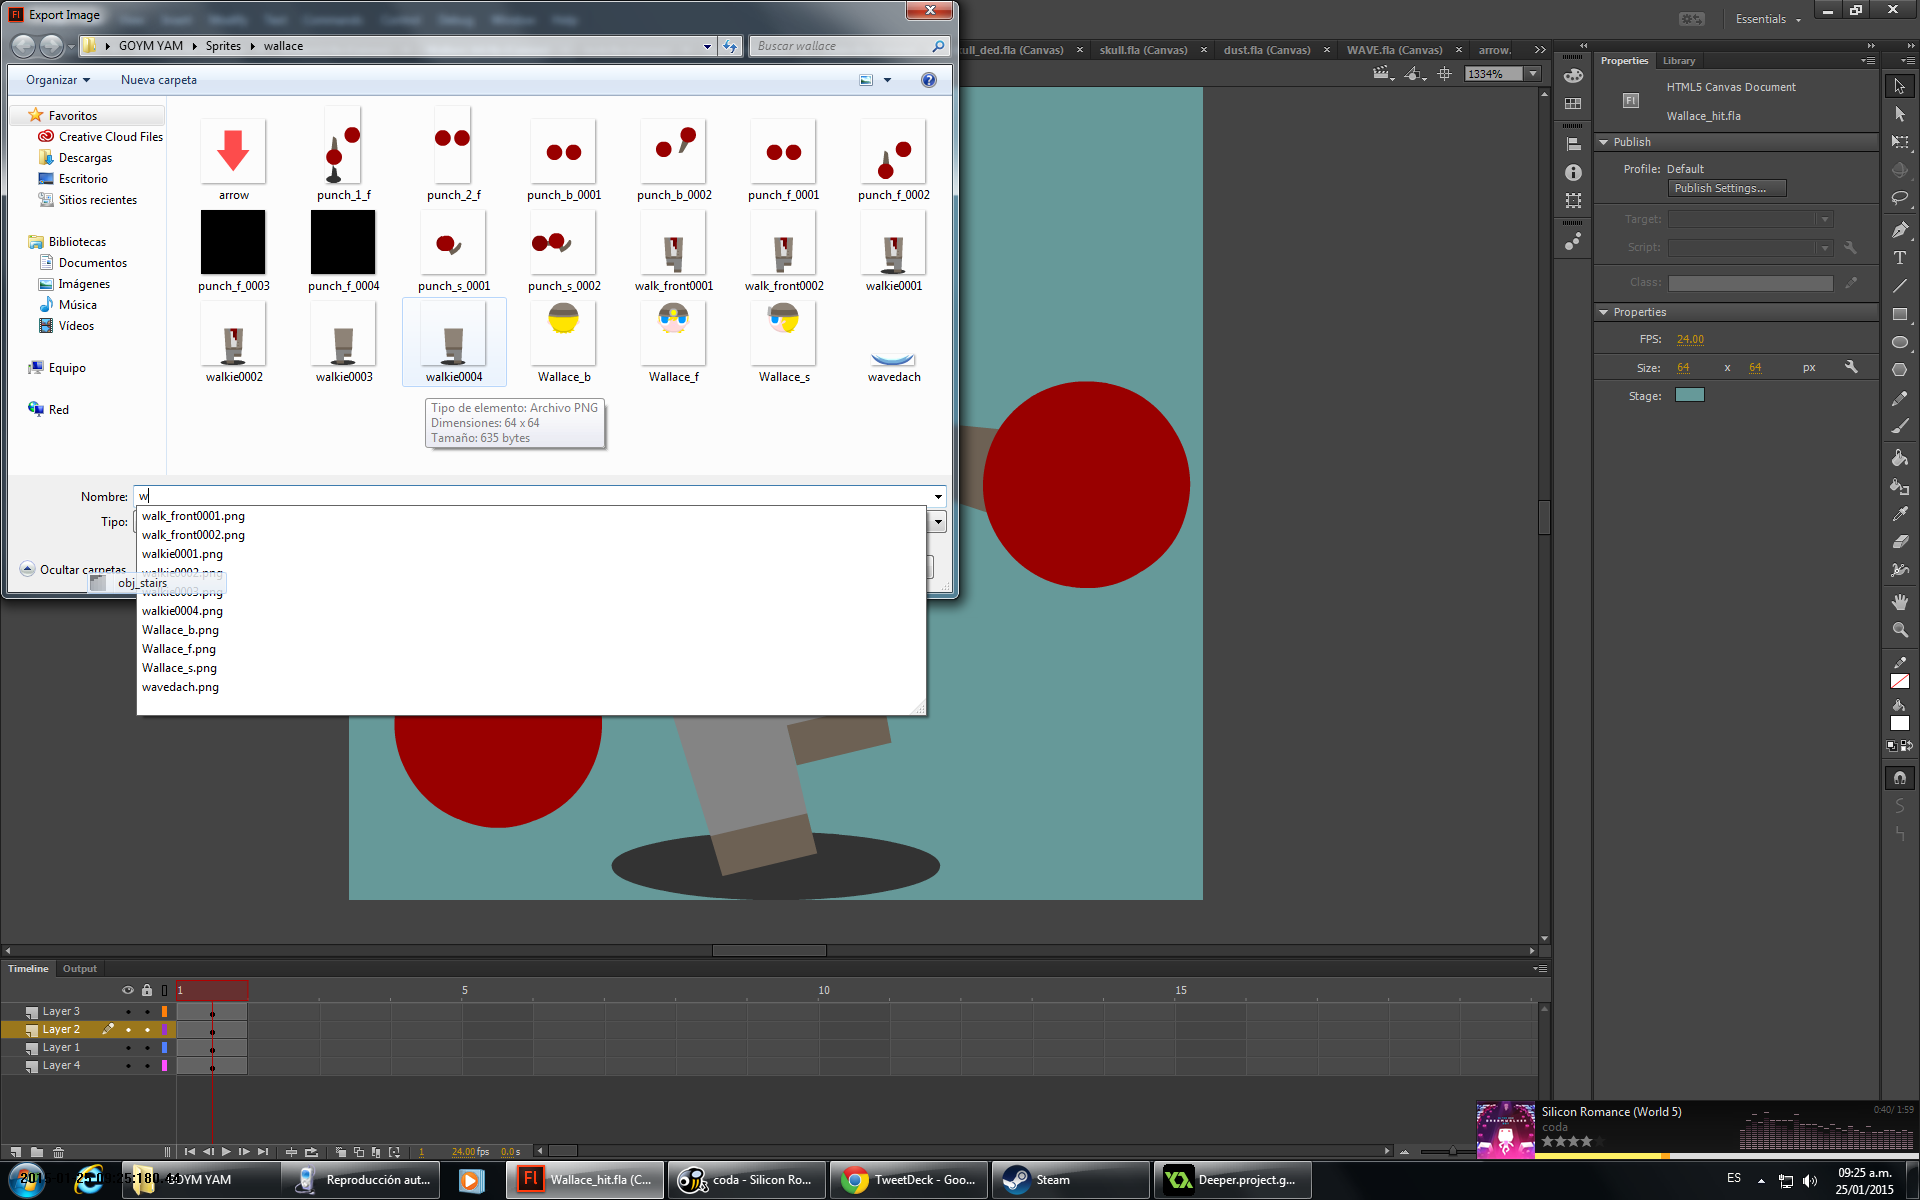 Export Image
GOYM YAM
Sprites
wallace
Buscar wallace
Organizar
Nueva carpeta
Favoritos
Creative Cloud Files
Descargas
Escritorio
Sitios recientes
Bibliotecas
Documentos
Imágenes
Música
Vídeos
Equipo
Red
arrow
punch_1_f
punch_2_f
punch_b_0001
punch_b_0002
punch_f_0001
punch_f_0002
punch_f_0003
punch_f_0004
punch_s_0001
punch_s_0002
walk_front0001
walk_front0002
walkie0001
walkie0002
walkie0003
walkie0004
Wallace_b
Wallace_f
Wallace_s
wavedach
Tipo de elemento: Archivo PNG
Dimensiones: 64 x 64
Tamaño: 635 bytes
Nombre: w
Tipo:
Ocultar carpetas
obj_stairs
walk_front0001.png
walk_front0002.png
walkie0001.png
walkie0002.png
walkie0003.png
walkie0004.png
Wallace_b.png
Wallace_f.png
Wallace_s.png
wavedach.png
Essentials
ull_ded.fla (Canvas)
skull.fla (Canvas)
dust.fla (Canvas)
WAVE.fla (Canvas)
arrow.
1334%
Properties
Library
HTML5 Canvas Document
Fl
Wallace_hit.fla
Publish
Profile: Default
Publish Settings...
Target:
Script:
Class:
Properties
FPS: 24.00
Size: 64 x 64 px
Stage:
Timeline
Output
1
5
10
15
Layer 3
Layer 2
Layer 1
Layer 4
1
24.00 fps
0.0 s
Silicon Romance (World 5)
coda
0:40/ 1:59
GOYM YAM
Reproducción aut...
Wallace_hit.fla (C...
coda - Silicon Ro...
TweetDeck - Goo...
Steam
Deeper.project.g...
ES
09:25 a.m.
25/01/2015